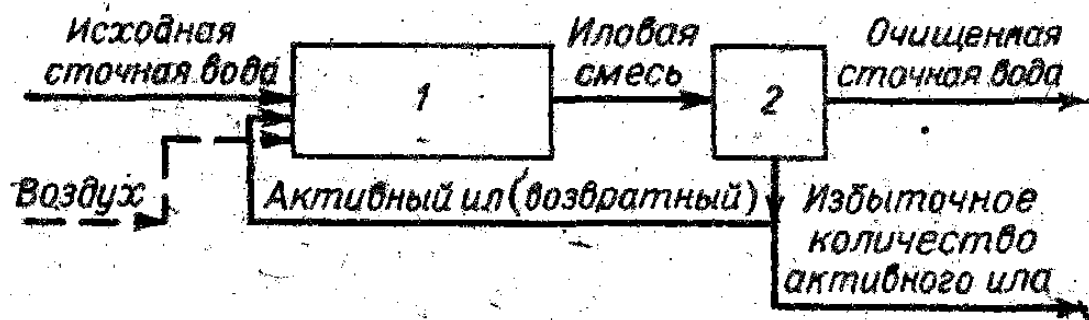 Исходная
сточная вода
1
Иловая
смесь
2
Очищенная
сточная вода
Воздух
Активный ил (возвратный)
Избыточное
количество
активного ила